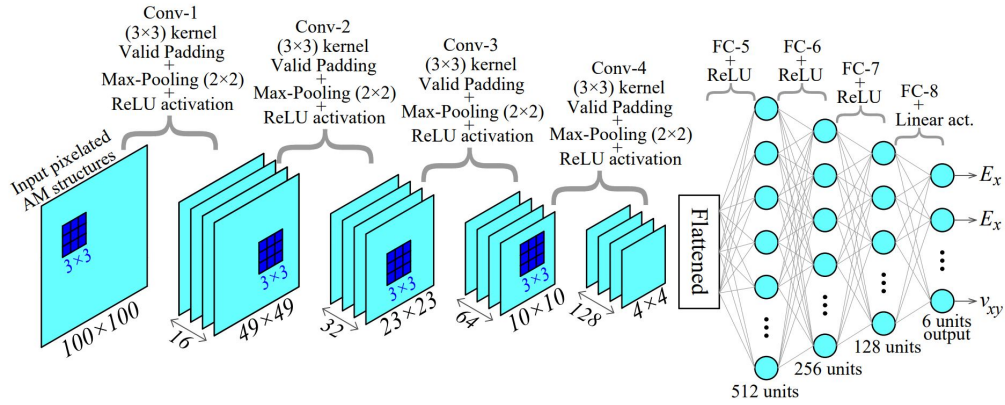 Conv-1
(3×3) kernel
Valid Padding
+
Max-Pooling (2×2)
+
ReLU activation
Conv-2
(3×3) kernel
Valid Padding
+
Max-Pooling (2×2)
+
ReLU activation
Conv-3
(3×3) kernel
Valid Padding
+
Max-Pooling (2×2)
+
ReLU activation
Conv-4
(3×3) kernel
Valid Padding
+
Max-Pooling (2×2)
+
ReLU activation
FC-5
+
ReLU
FC-6
+
ReLU
FC-7
+
ReLU
FC-8
+
Linear act.
Input pixelated
AM structures
3×3
100×100
3×3
16
49×49
3×3
32
23×23
3×3
64
10×10
128
4×4
Flattened
512 units
256 units
128 units
6 units
output
E_x
E_x
ν_xy